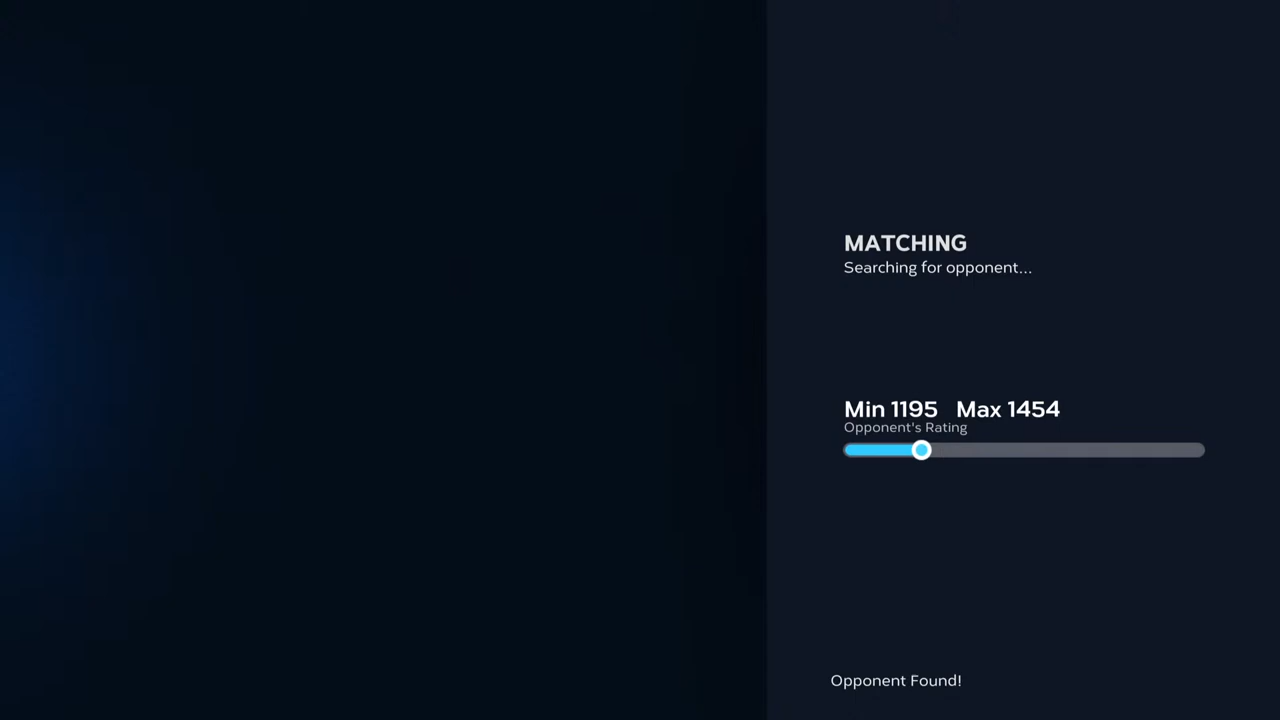 MATCHING
Searching for opponent...
Min 1195 Max 1454
Opponent's Rating
Opponent Found!